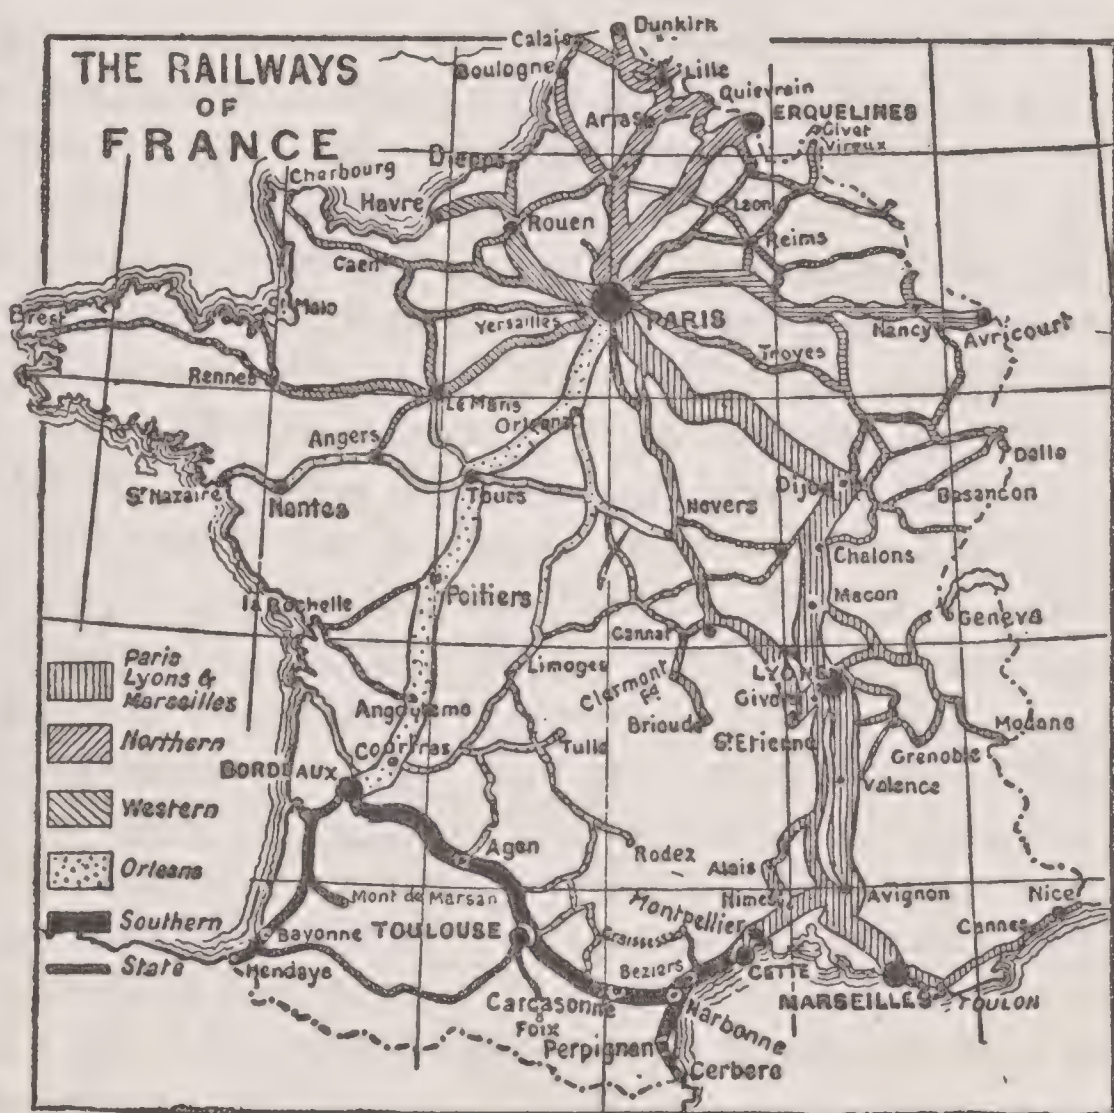 THE RAILWAYS
OF
FRANCE
Calais
Dunkirk
Boulogne
Lille
Quievrain
Arras
ERQUELINES
Givet
Vireux
Dieppe
Cherbourg
Havre
Rouen
Laon
Reims
Caen
St Malo
Brest
Versailles
PARIS
Nancy
Avricourt
Troyes
Rennes
Le Mans
Orleans
Angers
Delle
St Nazaire
Nantes
Tours
Dijon
Besancon
Nevers
Chalons
Poitiers
Macon
la Rochelle
Geneva
Gannat
Paris
Lyons &
Marseilles
Limoges
LYONS
Clermont
Fd
Givors
Angouleme
Brioude
St Etienne
Modane
Northern
Coutras
Tulle
Grenoble
BORDEAUX
Valence
Western
Agen
Rodez
Alais
Orleans
Mont de Marsan
Nimes
Avignon
Nice
Montpellier
Cannes
Southern
Bayonne
TOULOUSE
Graissessac
Beziers
CETTE
State
Hendaye
Carcasonne
MARSEILLES
TOULON
Foix
Narbonne
Perpignan
Cerbere